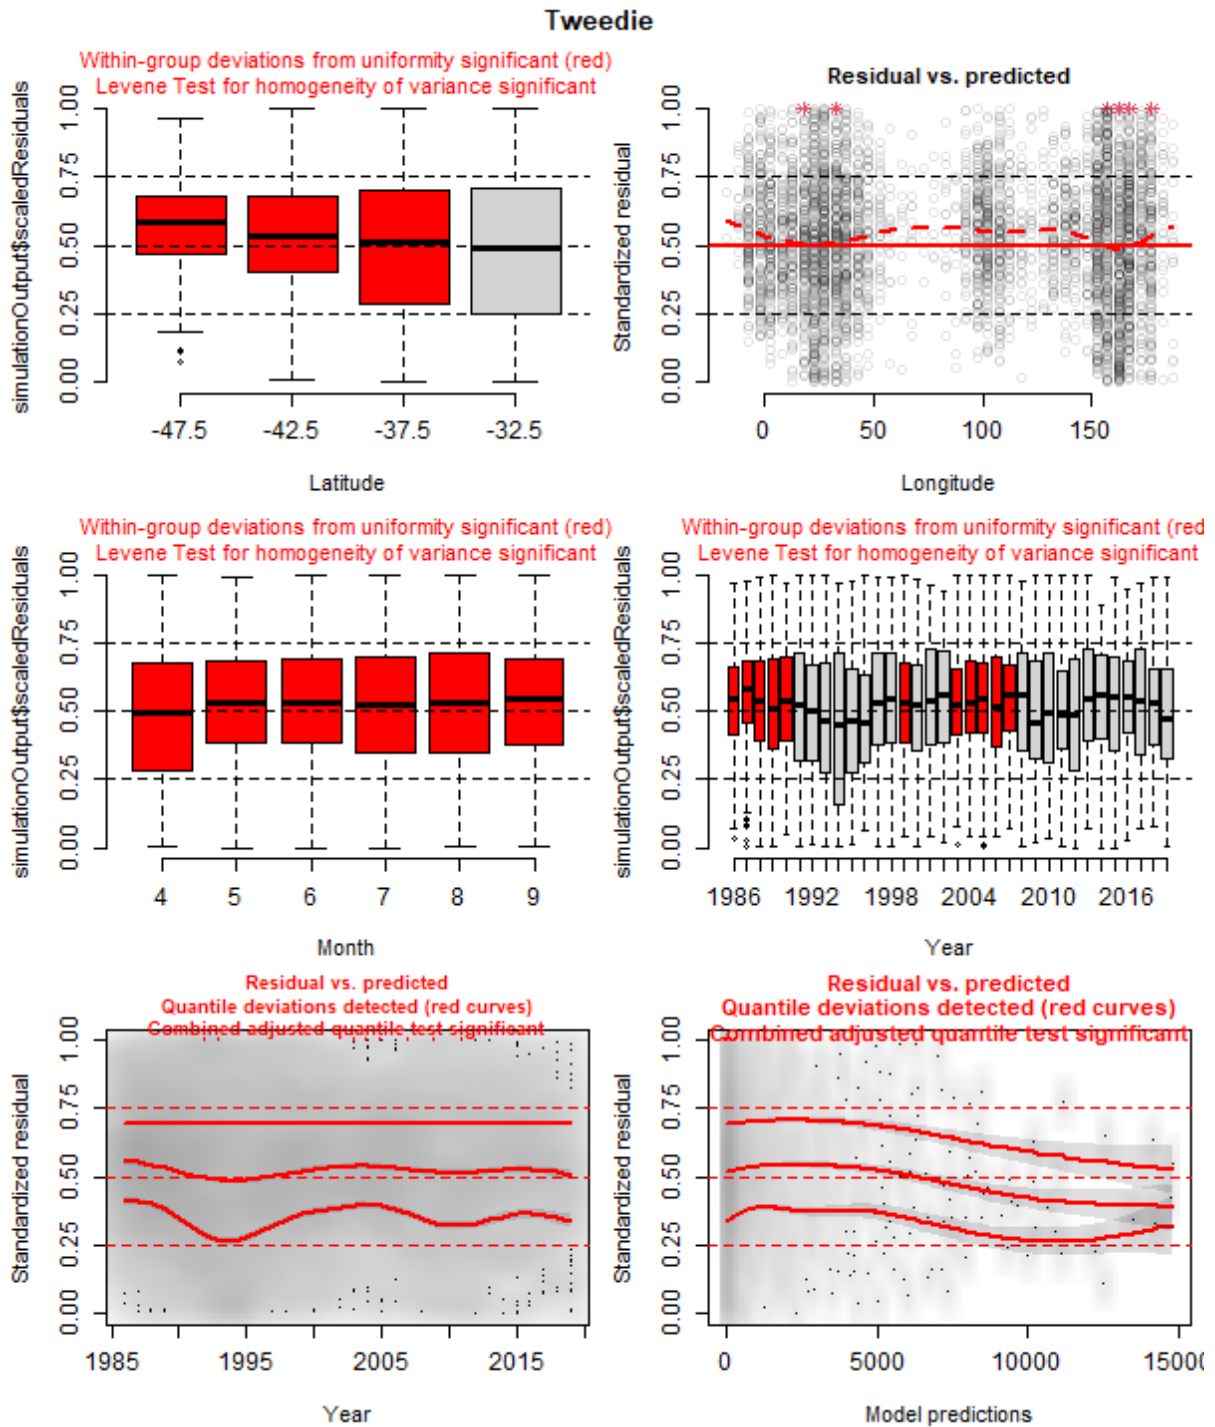 Tweedie
Within-group deviations from uniformity significant (red)
Levene Test for homogeneity of variance significant
simulationOutput$scaledResiduals
0.00 0.25 0.50 0.75 1.00
-47.5 -42.5 -37.5 -32.5
Latitude
Residual vs. predicted
Standardized residual
0.00 0.25 0.50 0.75 1.00
0 50 100 150
Longitude
Within-group deviations from uniformity significant (red)
Levene Test for homogeneity of variance significant
simulationOutput$scaledResiduals
0.00 0.25 0.50 0.75 1.00
4 5 6 7 8 9
Month
Within-group deviations from uniformity significant (red
Levene Test for homogeneity of variance significant
simulationOutput$scaledResiduals
0.00 0.25 0.50 0.75 1.00
1986 1992 1998 2004 2010 2016
Year
Residual vs. predicted
Quantile deviations detected (red curves)
Combined adjusted quantile test significant
Standardized residual
0.00 0.25 0.50 0.75 1.00
1985 1995 2005 2015
Year
Residual vs. predicted
Quantile deviations detected (red curves)
Combined adjusted quantile test significant
Standardized residual
0.00 0.25 0.50 0.75 1.00
0 5000 10000 15000
Model predictions